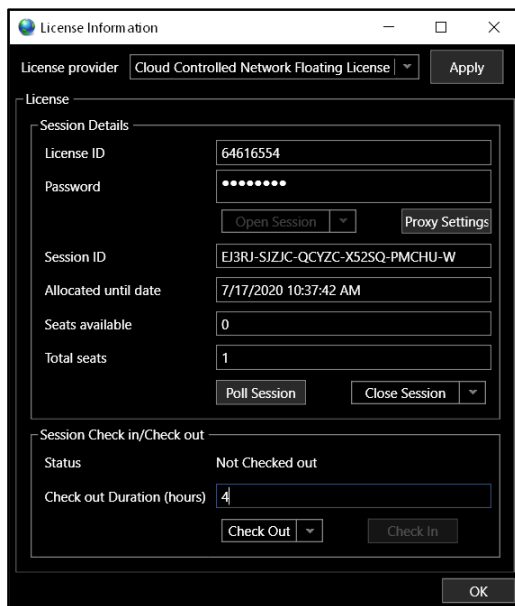 License Information
License provider Cloud Controlled Network Floating License Apply
License
Session Details
License ID 64616554
Password ••••••••
Open Session Proxy Settings
Session ID EJ3RJ-SJZJC-QCYZC-X52SQ-PMCHU-W
Allocated until date 7/17/2020 10:37:42 AM
Seats available 0
Total seats 1
Poll Session Close Session
Session Check in/Check out
Status Not Checked out
Check out Duration (hours) 4
Check Out Check In
OK